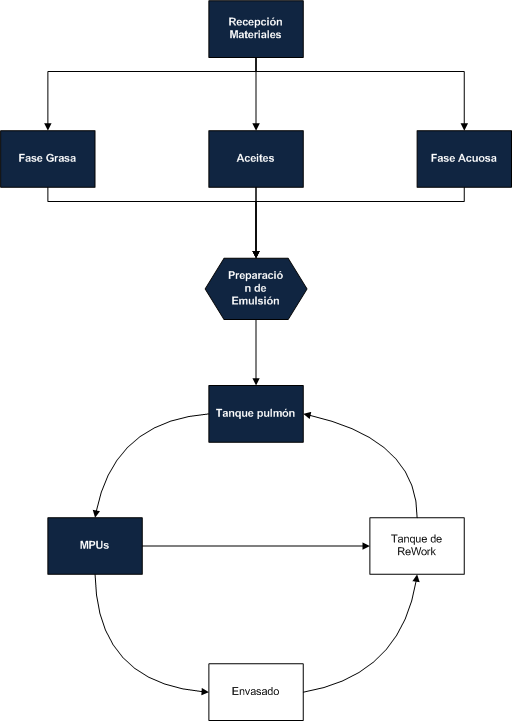 Recepción
Materiales
Fase Grasa
Aceites
Fase Acuosa
Preparació
n de
Emulsión
Tanque pulmón
MPUs
Tanque de
ReWork
Envasado